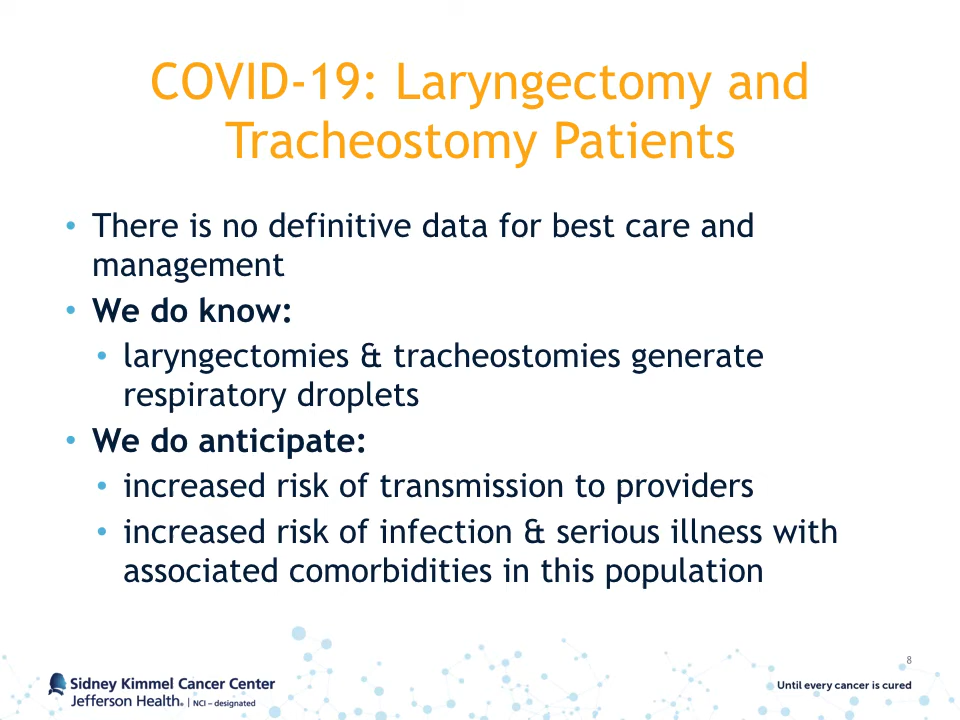 COVID-19: Laryngectomy and
Tracheostomy Patients
• There is no definitive data for best care and
management
• We do know:
• laryngectomies & tracheostomies generate
respiratory droplets
• We do anticipate:
• increased risk of transmission to providers
• increased risk of infection & serious illness with
associated comorbidities in this population
8
Sidney Kimmel Cancer Center
Jefferson Health® | NCI – designated
Until every cancer is cured